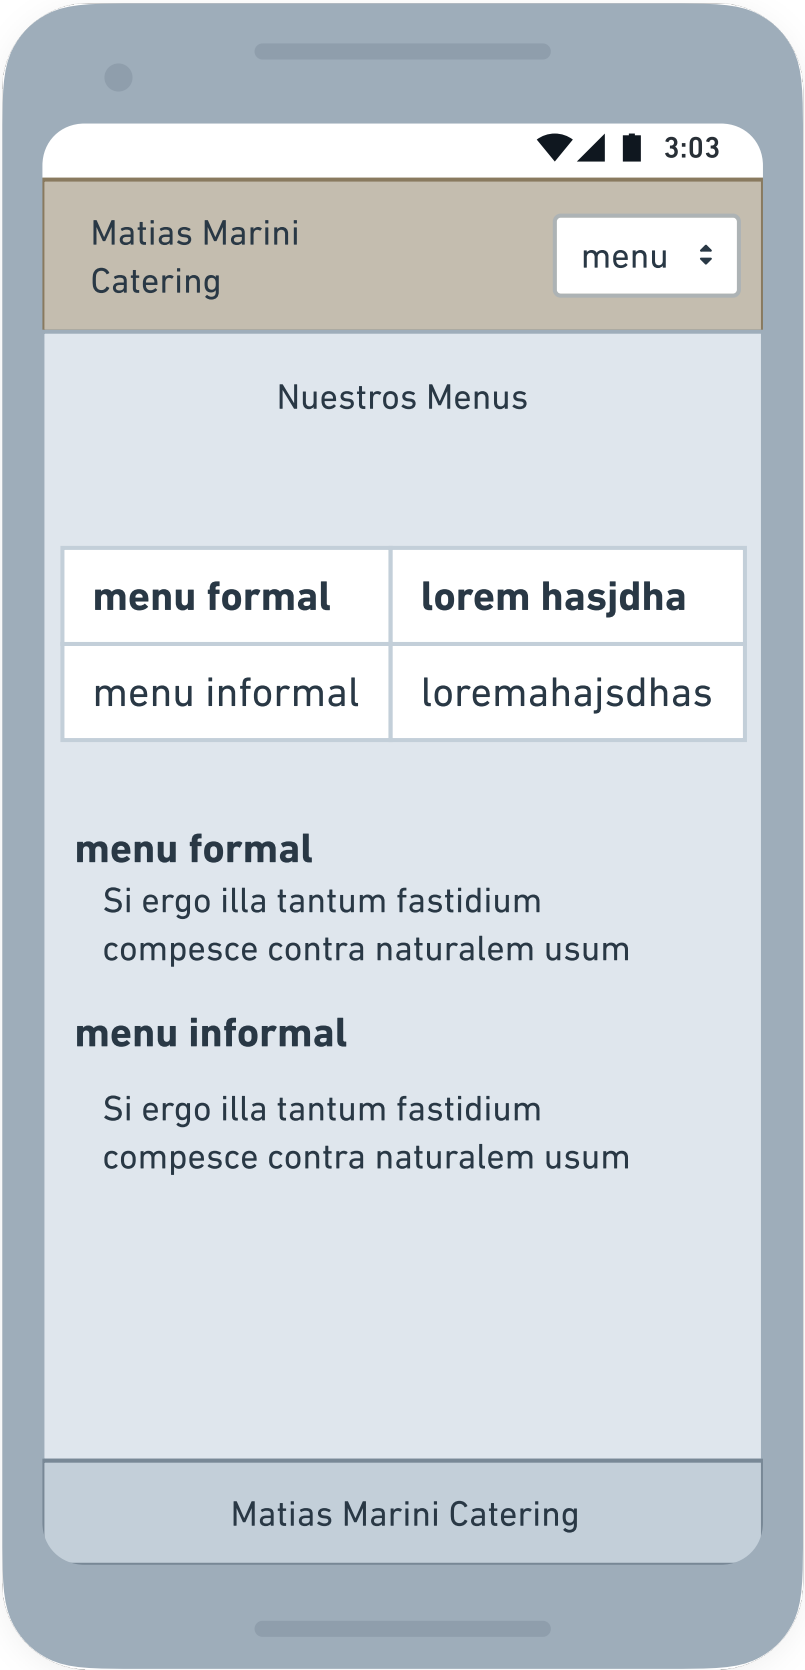 3:03
Matias Marini
Catering
menu
Nuestros Menus
menu formal lorem hasjdha
menu informal loremahajsdhas
menu formal
Si ergo illa tantum fastidium
compesce contra naturalem usum
menu informal
Si ergo illa tantum fastidium
compesce contra naturalem usum
Matias Marini Catering